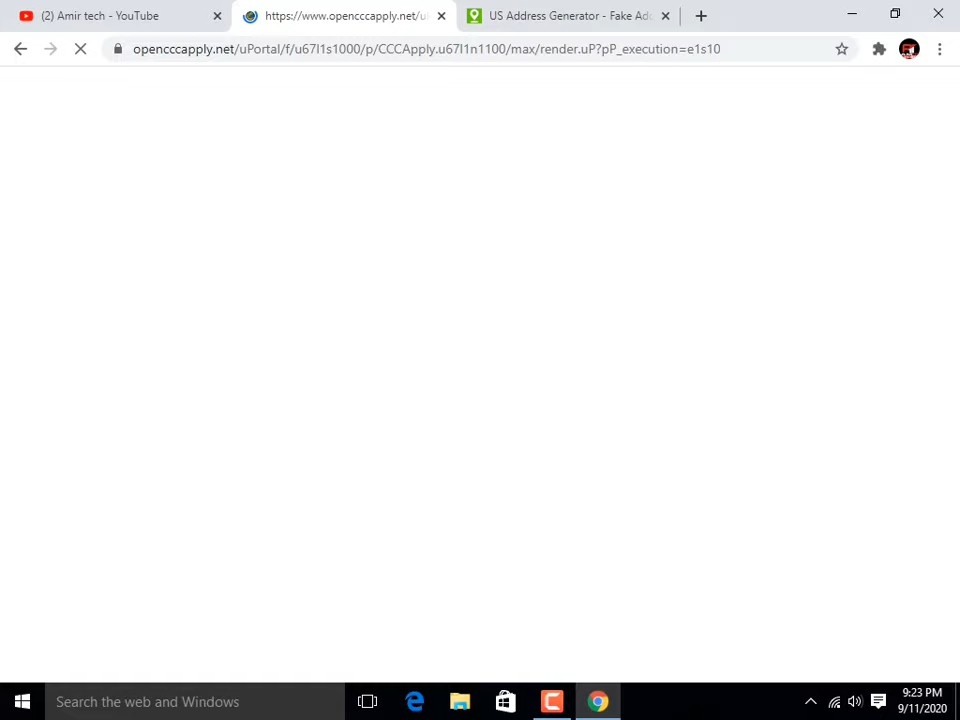 (2) Amir tech - YouTube
https://www.opencccapply.net/u
US Address Generator - Fake Add
opencccapply.net/uPortal/f/u67l1s1000/p/CCCApply.u67l1n1100/max/render.uP?pP_execution=e1s10
Search the web and Windows
9:23 PM
9/11/2020